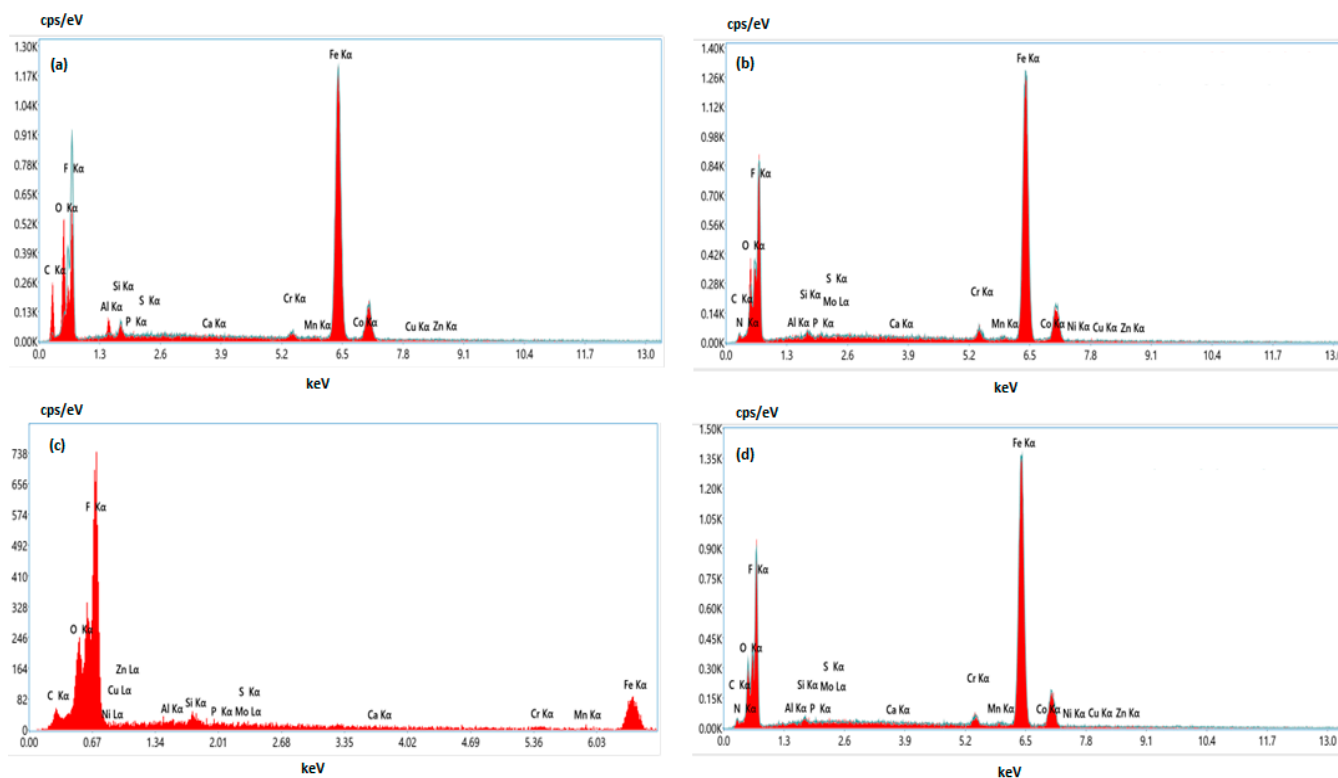 cps/eV
(a)
1.30K
1.17K
1.04K
0.91K
0.78K
0.65K
0.52K
0.39K
0.26K
0.13K
0.00K
Fe Kα
F Kα
O Kα
C Kα
Si Kα
Al Kα
S Kα
P Kα
Ca Kα
Cr Kα
Mn Kα
Co Kα
Cu Kα Zn Kα
0.0 1.3 2.6 3.9 5.2 6.5 7.8 9.1 10.4 11.7 13.0
keV
cps/eV
(b)
1.40K
1.26K
1.12K
0.98K
0.84K
0.70K
0.56K
0.42K
0.28K
0.14K
0.00K
Fe Kα
F Kα
O Kα
C Kα
N Kα
S Kα
Si Kα
Mo Lα
Al Kα P Kα
Ca Kα
Cr Kα
Mn Kα
Co Kα Ni Kα Cu Kα Zn Kα
0.0 1.3 2.6 3.9 5.2 6.5 7.8 9.1 10.4 11.7 13.0
keV
cps/eV
(c)
738
656
574
492
410
328
246
164
82
0
F Kα
O Kα
C Kα
Zn Lα
Cu Lα
Ni Lα
Al Kα
Si Kα
P Kα
S Kα
Mo Lα
Ca Kα
Cr Kα
Mn Kα
Fe Kα
0.00 0.67 1.34 2.01 2.68 3.35 4.02 4.69 5.36 6.03
keV
cps/eV
(d)
1.50K
1.35K
1.20K
1.05K
0.90K
0.75K
0.60K
0.45K
0.30K
0.15K
0.00K
Fe Kα
F Kα
O Kα
C Kα
N Kα
S Kα
Si Kα Mo Lα
Al Kα P Kα
Ca Kα
Cr Kα
Mn Kα
Co Kα Ni Kα Cu Kα Zn Kα
0.0 1.3 2.6 3.9 5.2 6.5 7.8 9.1 10.4 11.7 13.0
keV